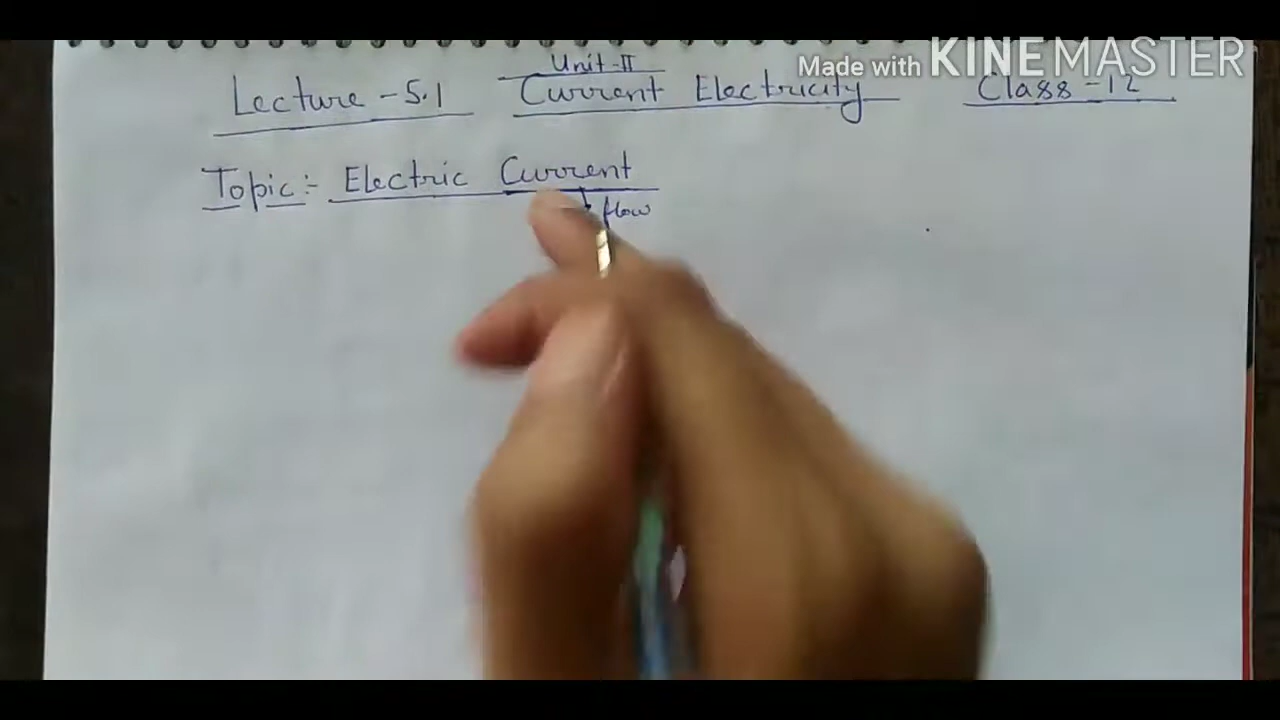 Made with KINEMASTER
Unit-II
Lecture - 5.1 Current Electricity Class-12
Topic:- Electric Current
flow